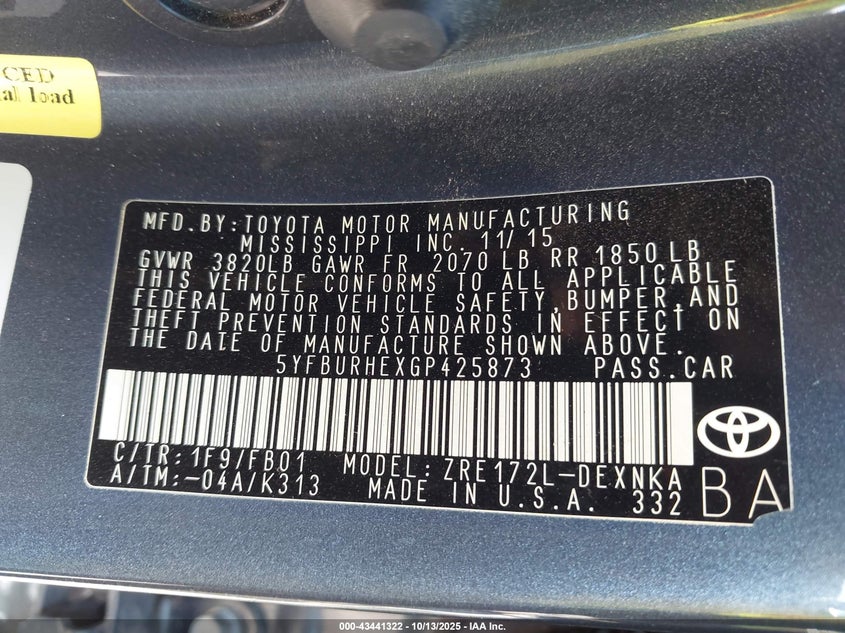 CED
al load
MFD. BY: TOYOTA MOTOR MANUFACTURING
MISSISSIPPI INC. 11/15
GVWR 3820LB GAWR FR 2070 LB RR 1850 LB
THIS VEHICLE CONFORMS TO ALL APPLICABLE
FEDERAL MOTOR VEHICLE SAFETY, BUMPER, AND
THEFT PREVENTION STANDARDS IN EFFECT ON
THE DATE OF MANUFACTURE SHOWN ABOVE.
5YFBURHEXGP425873 PASS. CAR
C/TR: 1F9/FB01 MODEL: ZRE172L-DEXNKA
A/TM: -04A/K313 MADE IN U.S.A. 332
BA
000-43441322 - 10/13/2025 - IAA Inc.